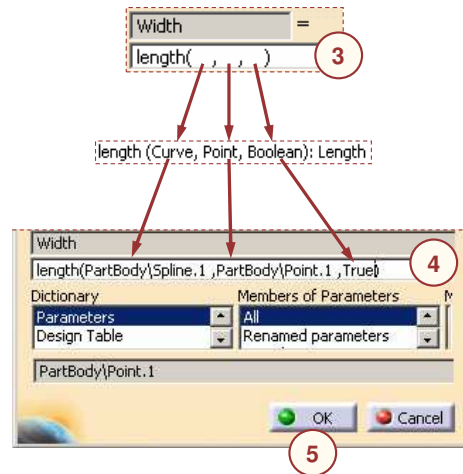 Width =
length( , , )
3
length (Curve, Point, Boolean): Length
Width
length(PartBody\Spline.1 ,PartBody\Point.1 ,True)
4
Dictionary Members of Parameters
Parameters All
Design Table Renamed parameters
PartBody\Point.1
OK Cancel
5